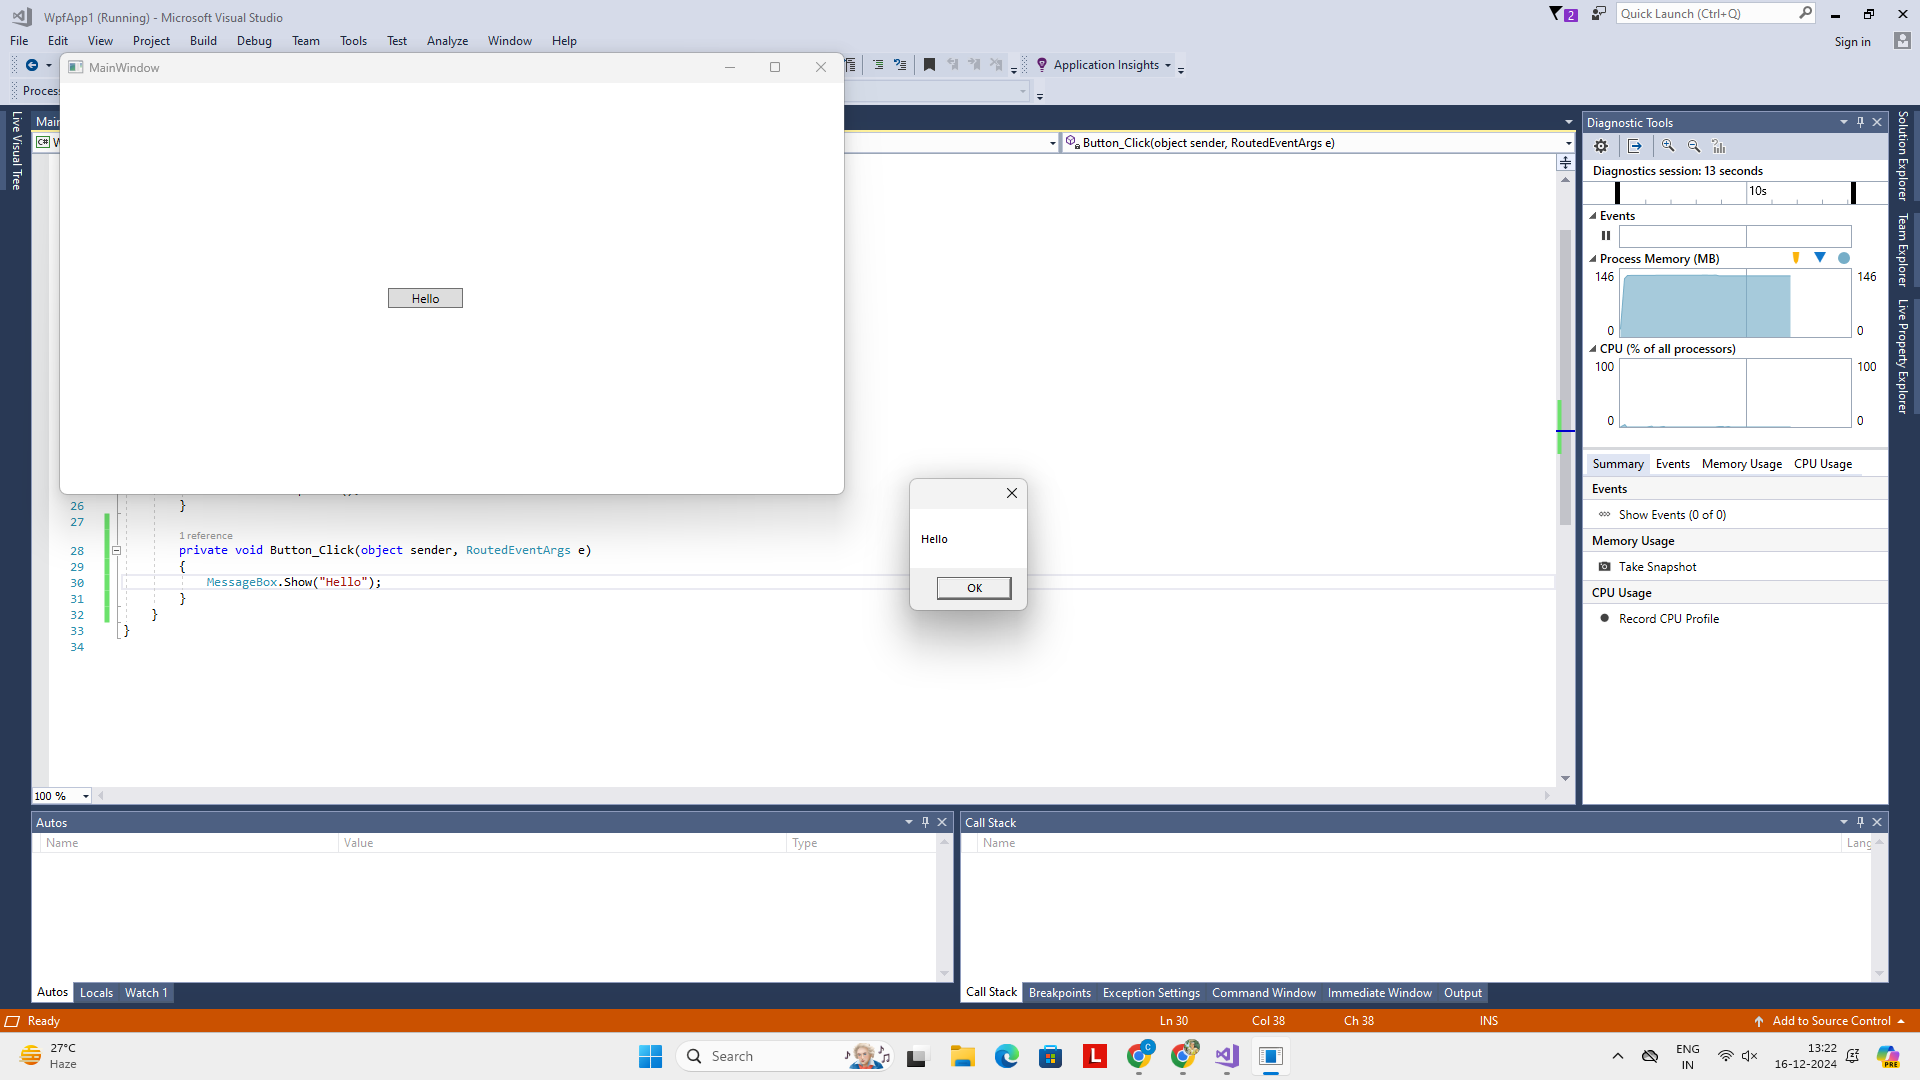 WpfApp1 (Running) - Microsoft Visual Studio
2
Quick Launch (Ctrl+Q)
File Edit View Project Build Debug Team Tools Test Analyze Window Help
Sign in
MainWindow
Application Insights
Proces
Live Visual Tree
Mai
C# W
Button_Click(object sender, RoutedEventArgs e)
Hello
26 }
27
1 reference
28 private void Button_Click(object sender, RoutedEventArgs e)
29 {
30 MessageBox.Show("Hello");
31 }
32 }
33 }
34
Hello
OK
100 %
Diagnostic Tools
Diagnostics session: 13 seconds
10s
Events
Process Memory (MB)
146 146
0 0
CPU (% of all processors)
100 100
0 0
Summary Events Memory Usage CPU Usage
Events
Show Events (0 of 0)
Memory Usage
Take Snapshot
CPU Usage
Record CPU Profile
Solution Explorer
Team Explorer
Live Property Explorer
Autos
Name Value Type
Autos Locals Watch 1
Call Stack
Name Lang
Call Stack Breakpoints Exception Settings Command Window Immediate Window Output
Ready Ln 30 Col 38 Ch 38 INS Add to Source Control
27°C
Haze
Search
L
C
PRE
ENG
IN
13:22
16-12-2024